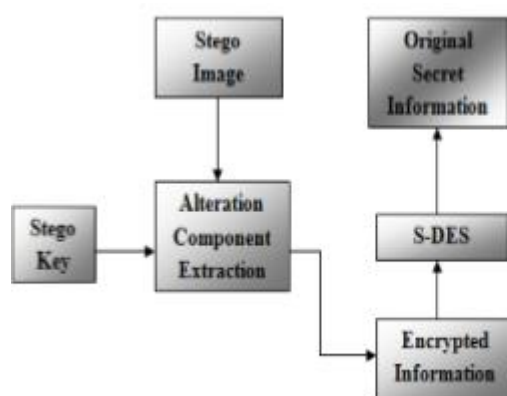 Stego
Image
Original
Secret
Information
Stego
Key
Alteration
Component
Extraction
S-DES
Encrypted
Information